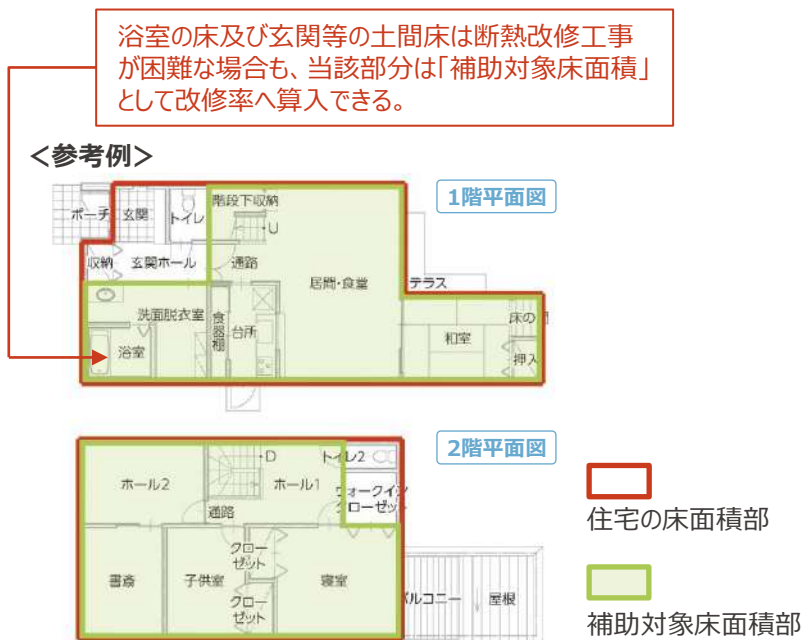 浴室の床及び玄関等の土間床は断熱改修工事
が困難な場合も、当該部分は「補助対象床面積」
として改修率へ算入できる。
＜参考例＞
1階平面図
階段下収納
ポーチ
玄関
トイレ
U
収納
玄関ホール
通路
居間・食堂
テラス
洗面脱衣室
食器棚
台所
浴室
和室
床の間
押入
2階平面図
D
トイレ2
ホール2
ホール1
ウォークイン
クローゼット
通路
クロー
ゼット
書斎
子供室
寝室
クロー
ゼット
バルコニー
屋根
住宅の床面積部
補助対象床面積部